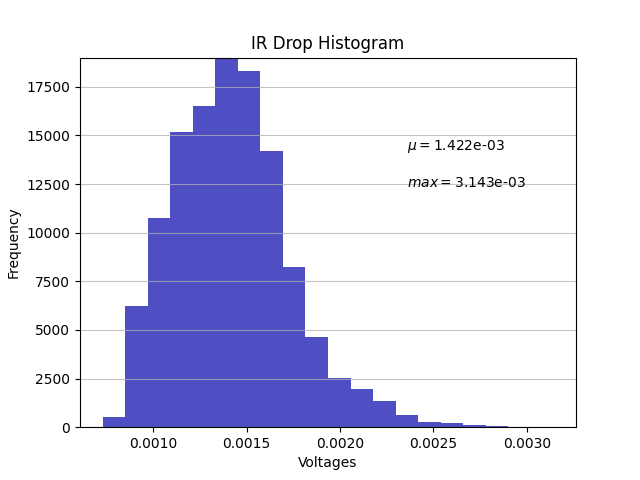 IR Drop Histogram
17500
15000
12500
10000
7500
5000
2500
0
Frequency
μ = 1.422e-03
max = 3.143e-03
0.0010 0.0015 0.0020 0.0025 0.0030
Voltages